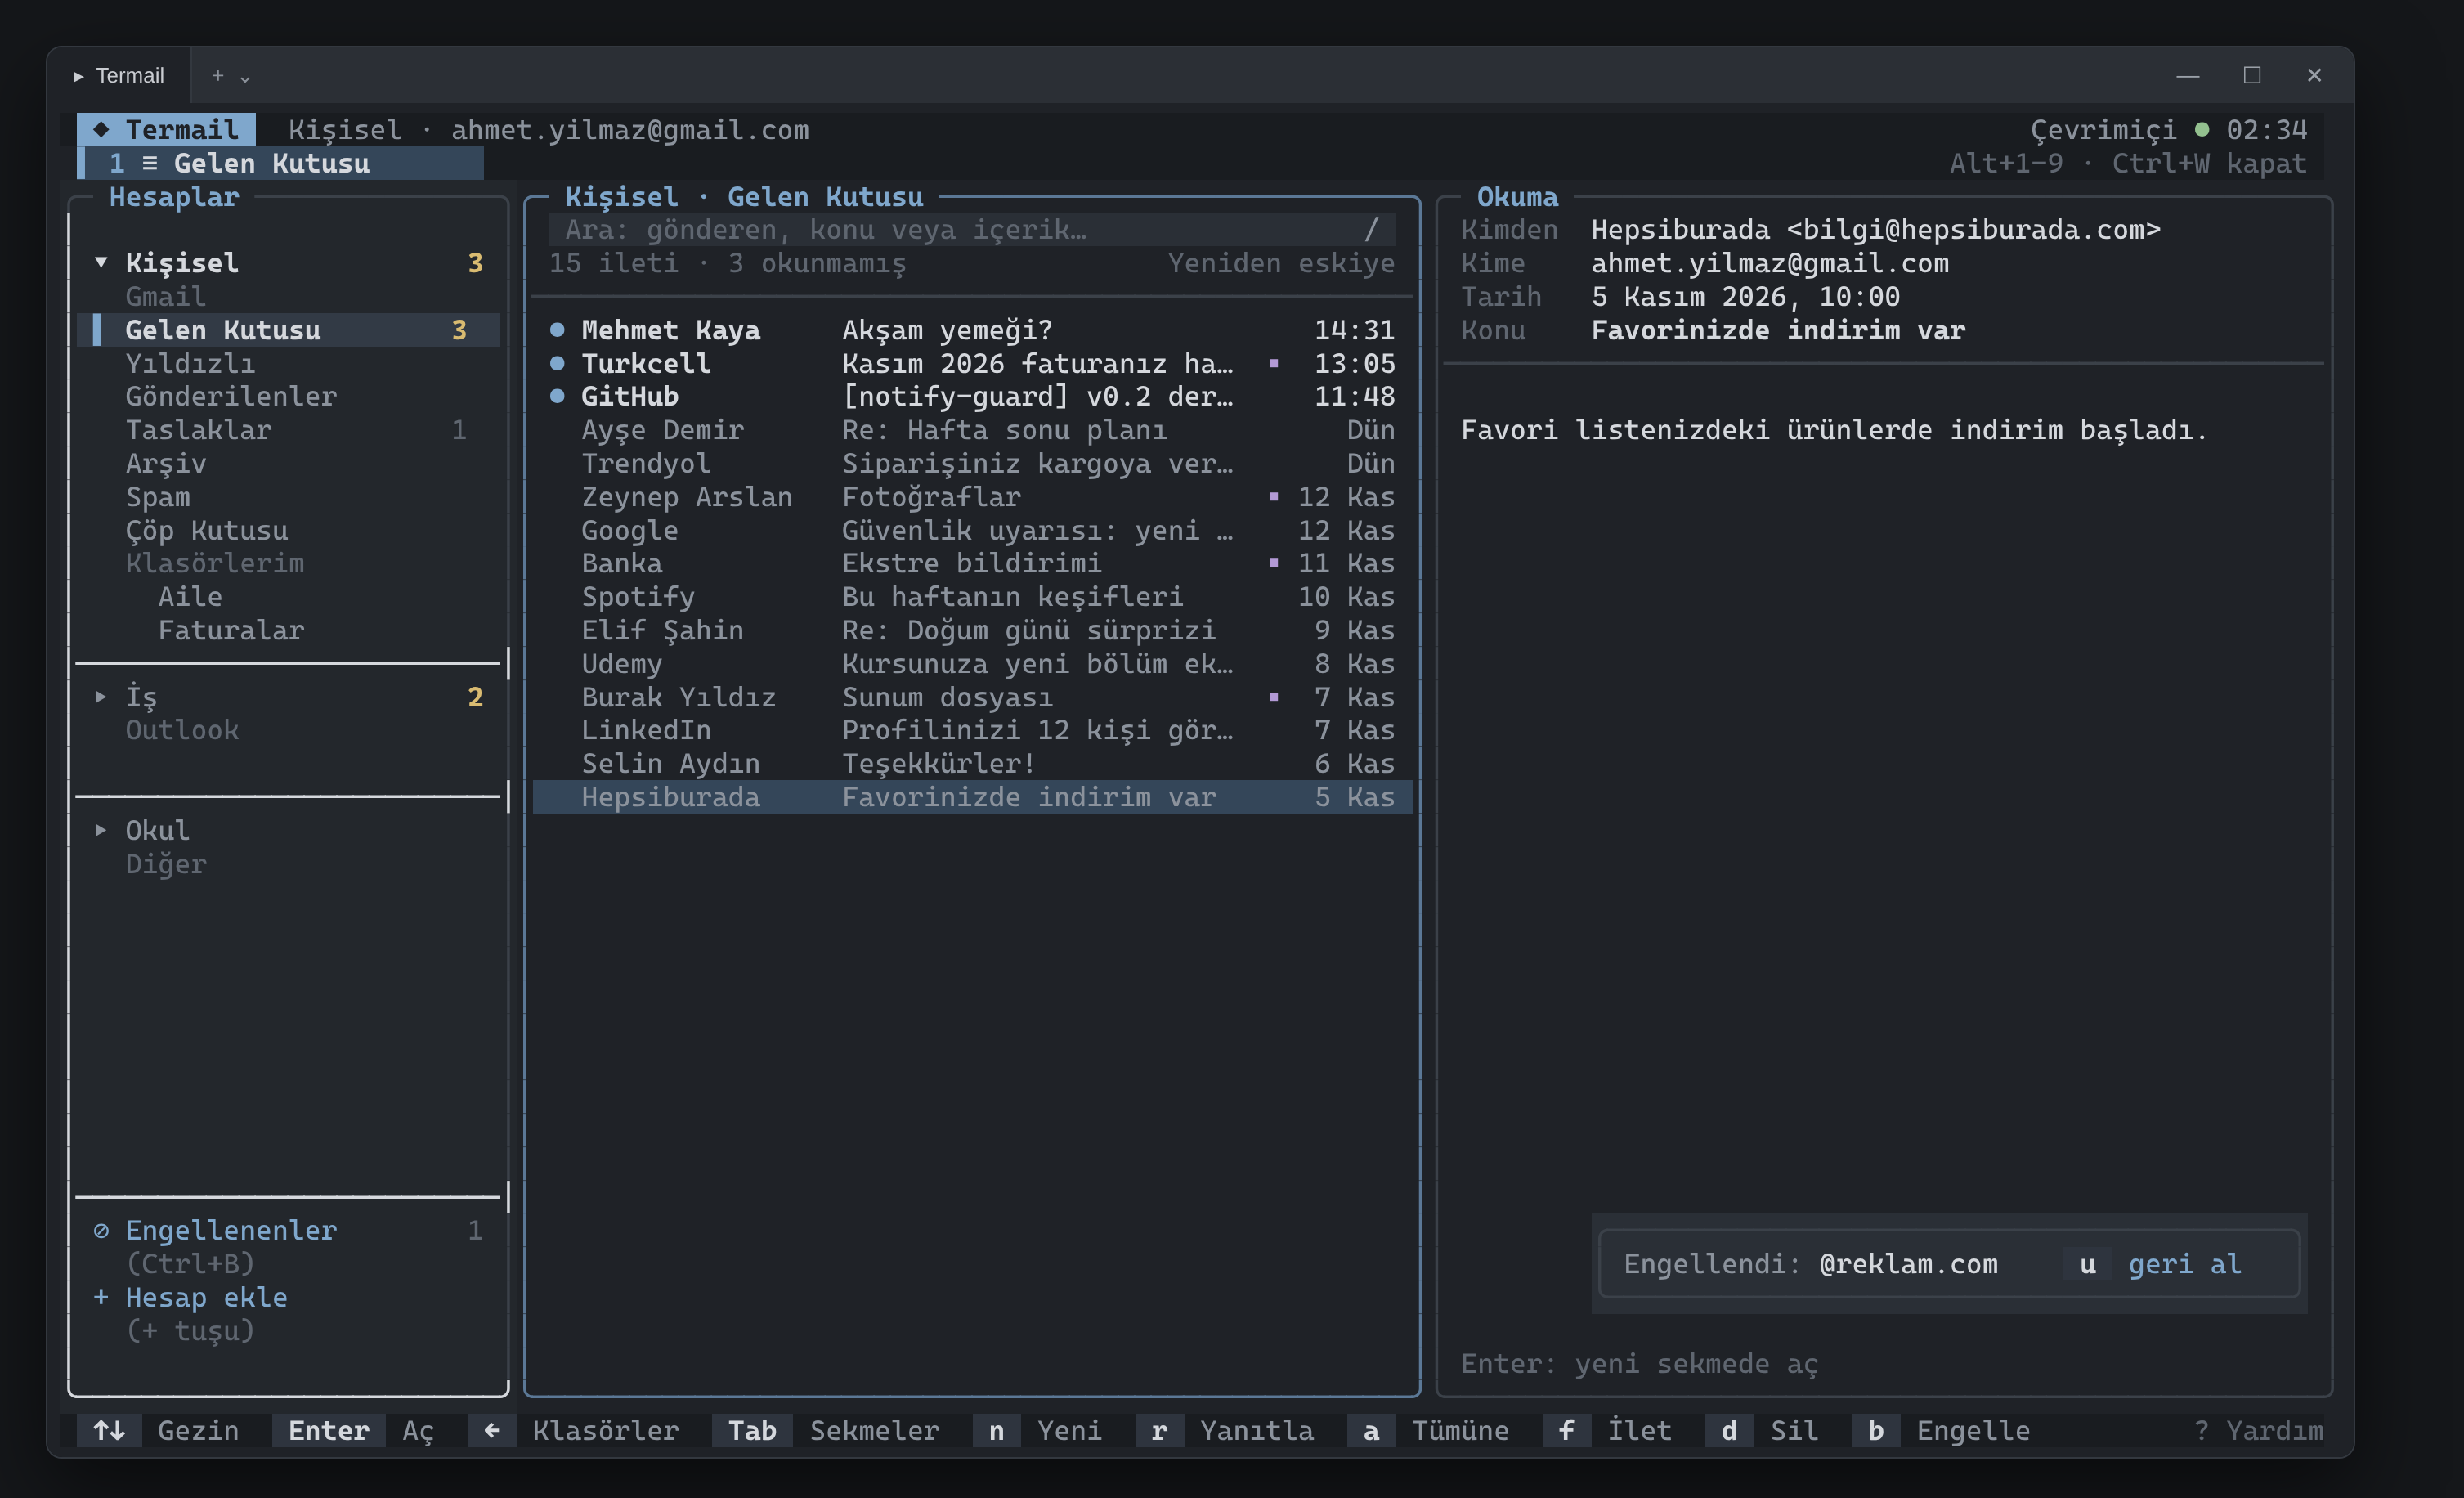 ▸ Termail + ⌄ — ☐ ✕
◆ Termail Kişisel · ahmet.yilmaz@gmail.com Çevrimiçi ● 02:34
1 ≡ Gelen Kutusu Alt+1-9 · Ctrl+W kapat
Hesaplar
▼ Kişisel 3
Gmail
Gelen Kutusu 3
Yıldızlı
Gönderilenler
Taslaklar 1
Arşiv
Spam
Çöp Kutusu
Klasörlerim
Aile
Faturalar
▶ İş 2
Outlook
▶ Okul
Diğer
⊘ Engellenenler 1
(Ctrl+B)
+ Hesap ekle
(+ tuşu)
Kişisel · Gelen Kutusu
Ara: gönderen, konu veya içerik… /
15 ileti · 3 okunmamış Yeniden eskiye
● Mehmet Kaya Akşam yemeği? 14:31
● Turkcell Kasım 2026 faturanız ha… ▪ 13:05
● GitHub [notify-guard] v0.2 der… 11:48
Ayşe Demir Re: Hafta sonu planı Dün
Trendyol Siparişiniz kargoya ver… Dün
Zeynep Arslan Fotoğraflar ▪ 12 Kas
Google Güvenlik uyarısı: yeni … 12 Kas
Banka Ekstre bildirimi ▪ 11 Kas
Spotify Bu haftanın keşifleri 10 Kas
Elif Şahin Re: Doğum günü sürprizi 9 Kas
Udemy Kursunuza yeni bölüm ek… 8 Kas
Burak Yıldız Sunum dosyası ▪ 7 Kas
LinkedIn Profilinizi 12 kişi gör… 7 Kas
Selin Aydın Teşekkürler! 6 Kas
Hepsiburada Favorinizde indirim var 5 Kas
Okuma
Kimden Hepsiburada <bilgi@hepsiburada.com>
Kime ahmet.yilmaz@gmail.com
Tarih 5 Kasım 2026, 10:00
Konu Favorinizde indirim var
Favori listenizdeki ürünlerde indirim başladı.
Engellendi: @reklam.com u geri al
Enter: yeni sekmede aç
↑↓ Gezin Enter Aç ← Klasörler Tab Sekmeler n Yeni r Yanıtla a Tümüne f İlet d Sil b Engelle ? Yardım